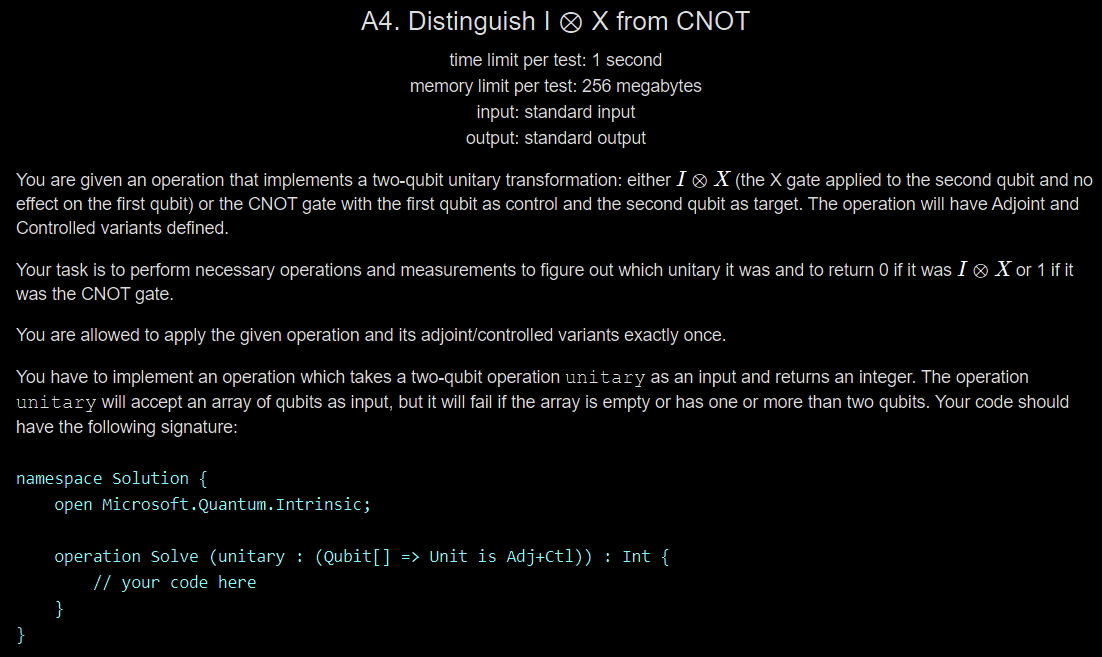 A4. Distinguish I ⊗ X from CNOT
time limit per test: 1 second
memory limit per test: 256 megabytes
input: standard input
output: standard output
You are given an operation that implements a two-qubit unitary transformation: either I ⊗ X (the X gate applied to the second qubit and no
effect on the first qubit) or the CNOT gate with the first qubit as control and the second qubit as target. The operation will have Adjoint and
Controlled variants defined.
Your task is to perform necessary operations and measurements to figure out which unitary it was and to return 0 if it was I ⊗ X or 1 if it
was the CNOT gate.
You are allowed to apply the given operation and its adjoint/controlled variants exactly once.
You have to implement an operation which takes a two-qubit operation unitary as an input and returns an integer. The operation
unitary will accept an array of qubits as input, but it will fail if the array is empty or has one or more than two qubits. Your code should
have the following signature:
namespace Solution {
    open Microsoft.Quantum.Intrinsic;
    operation Solve (unitary : (Qubit[] => Unit is Adj+Ctl)) : Int {
        // your code here
    }
}